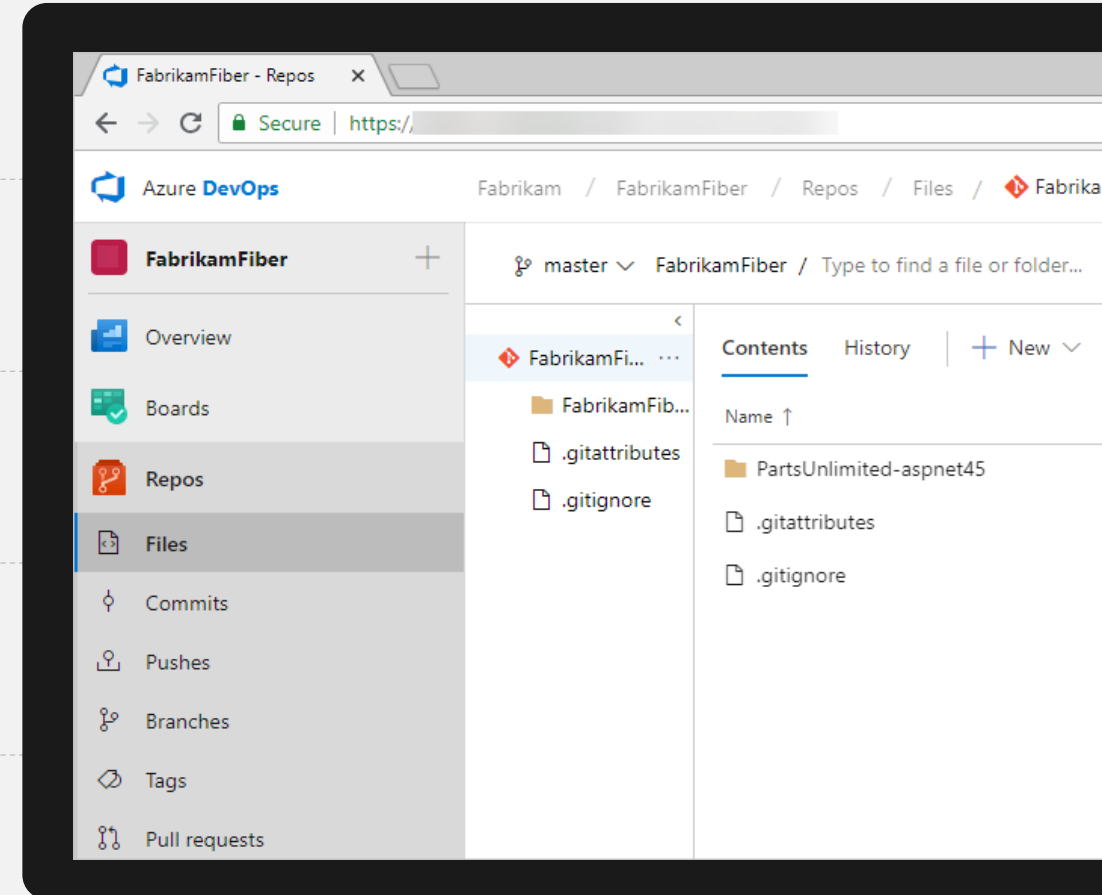 FabrikamFiber - Repos
Secure | https://
Azure DevOps
Fabrikam / FabrikamFiber / Repos / Files /
FabrikamFiber
master FabrikamFiber / Type to find a file or folder...
Overview
Boards
Repos
Files
Commits
Pushes
Branches
Tags
Pull requests
FabrikamFi... ...
FabrikamFib...
.gitattributes
.gitignore
Contents History + New
Name ↑
PartsUnlimited-aspnet45
.gitattributes
.gitignore